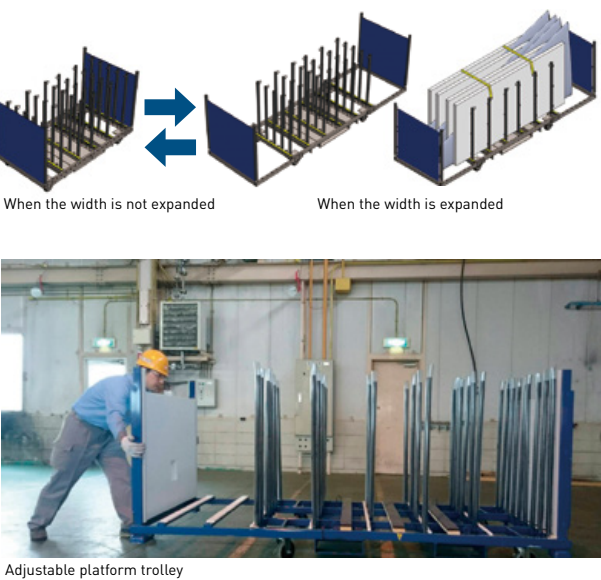 When the width is not expanded
When the width is expanded
Adjustable platform trolley